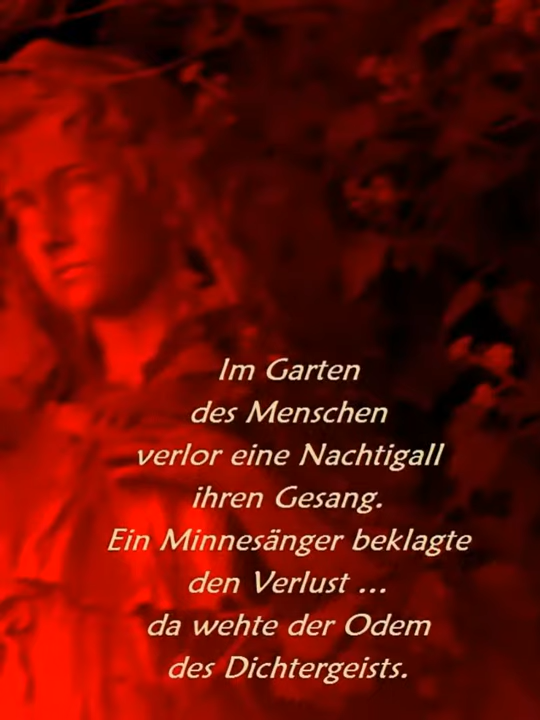 Im Garten
des Menschen
verlor eine Nachtigall
ihren Gesang.
Ein Minnesänger beklagte
den Verlust ...
da wehte der Odem
des Dichtergeists.